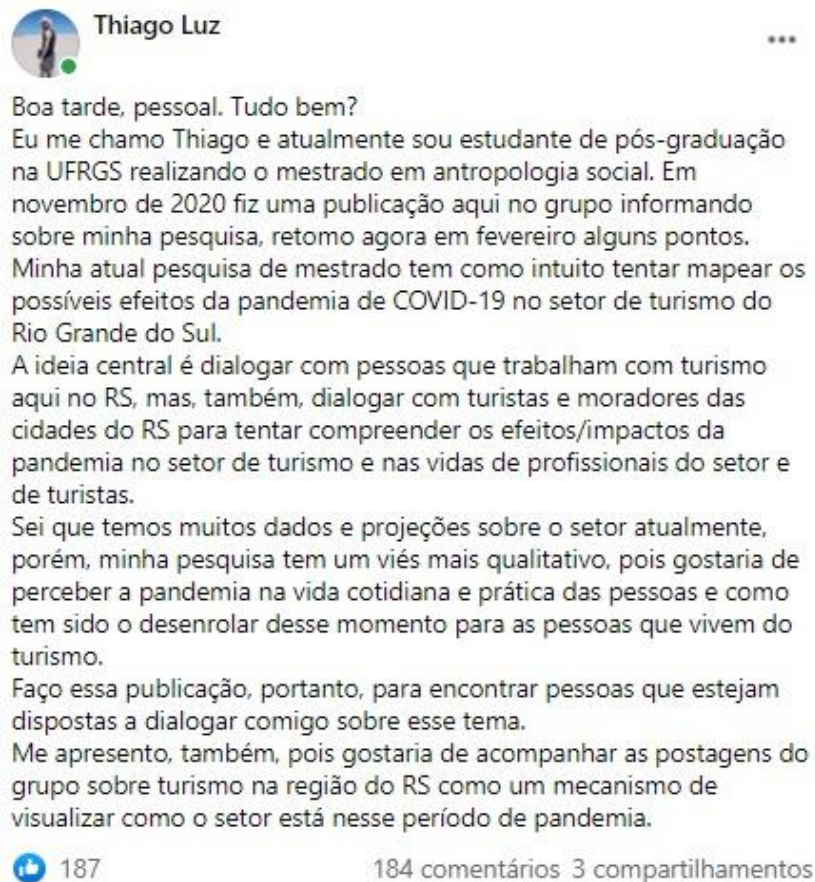 Thiago Luz
Boa tarde, pessoal. Tudo bem?
Eu me chamo Thiago e atualmente sou estudante de pós-graduação
na UFRGS realizando o mestrado em antropologia social. Em
novembro de 2020 fiz uma publicação aqui no grupo informando
sobre minha pesquisa, retomo agora em fevereiro alguns pontos.
Minha atual pesquisa de mestrado tem como intuito tentar mapear os
possíveis efeitos da pandemia de COVID-19 no setor de turismo do
Rio Grande do Sul.
A ideia central é dialogar com pessoas que trabalham com turismo
aqui no RS, mas, também, dialogar com turistas e moradores das
cidades do RS para tentar compreender os efeitos/impactos da
pandemia no setor de turismo e nas vidas de profissionais do setor e
de turistas.
Sei que temos muitos dados e projeções sobre o setor atualmente,
porém, minha pesquisa tem um viés mais qualitativo, pois gostaria de
perceber a pandemia na vida cotidiana e prática das pessoas e como
tem sido o desenrolar desse momento para as pessoas que vivem do
turismo.
Faço essa publicação, portanto, para encontrar pessoas que estejam
dispostas a dialogar comigo sobre esse tema.
Me apresento, também, pois gostaria de acompanhar as postagens do
grupo sobre turismo na região do RS como um mecanismo de
visualizar como o setor está nesse período de pandemia.
187 184 comentários 3 compartilhamentos